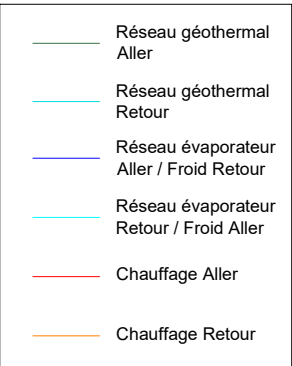 Réseau géothermal
Aller
Réseau géothermal
Retour
Réseau évaporateur
Aller / Froid Retour
Réseau évaporateur
Retour / Froid Aller
Chauffage Aller
Chauffage Retour